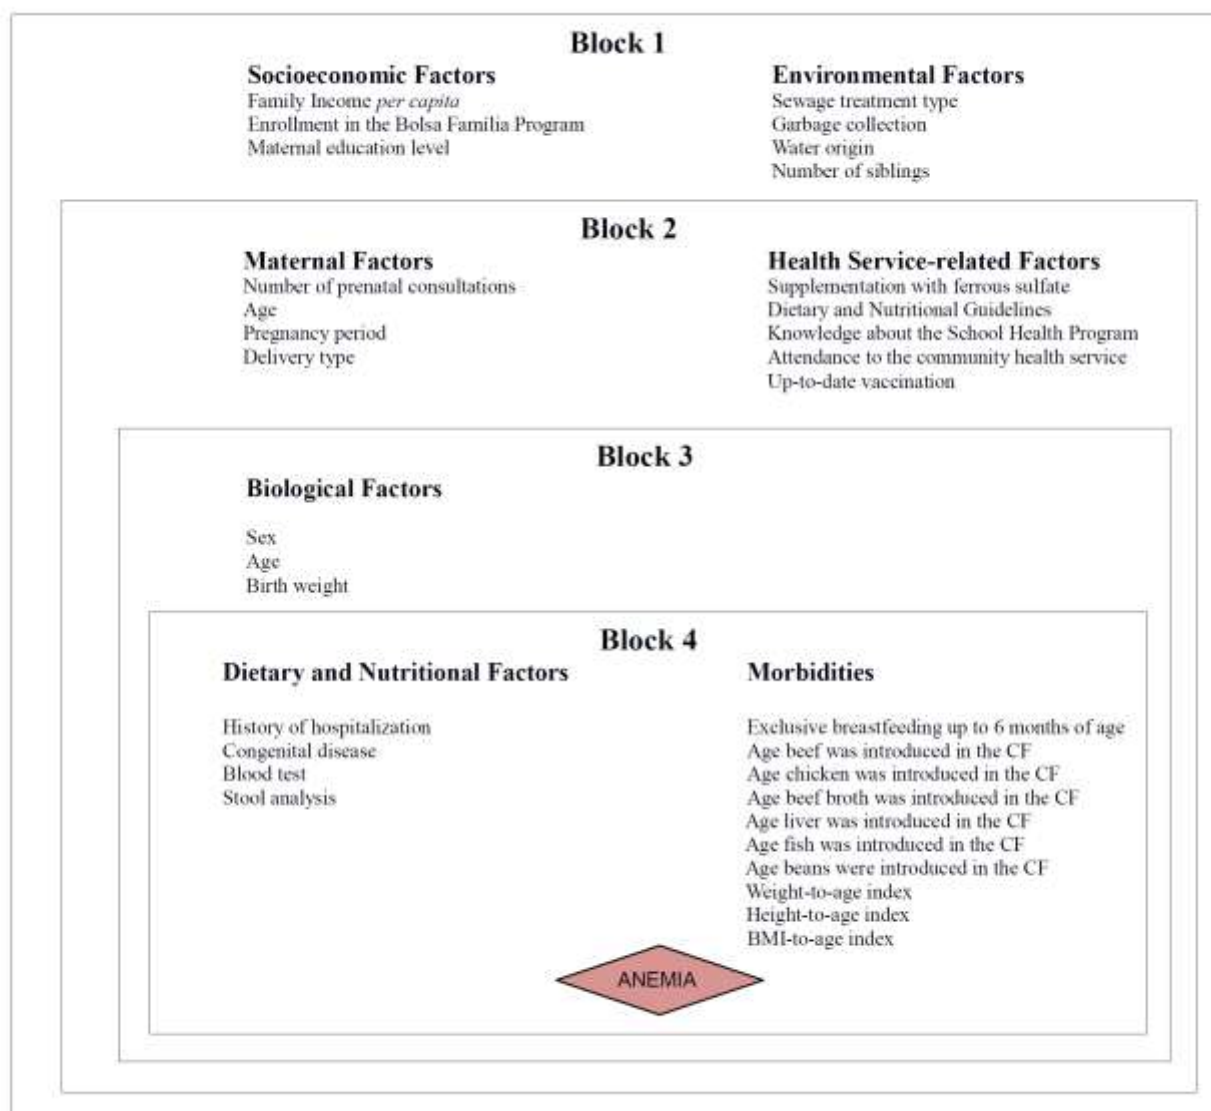 Block 1
Socioeconomic Factors
Family Income per capita
Enrollment in the Bolsa Familia Program
Maternal education level
Environmental Factors
Sewage treatment type
Garbage collection
Water origin
Number of siblings
Block 2
Maternal Factors
Number of prenatal consultations
Age
Pregnancy period
Delivery type
Health Service-related Factors
Supplementation with ferrous sulfate
Dietary and Nutritional Guidelines
Knowledge about the School Health Program
Attendance to the community health service
Up-to-date vaccination
Block 3
Biological Factors
Sex
Age
Birth weight
Block 4
Dietary and Nutritional Factors
History of hospitalization
Congenital disease
Blood test
Stool analysis
Morbidities
Exclusive breastfeeding up to 6 months of age
Age beef was introduced in the CF
Age chicken was introduced in the CF
Age beef broth was introduced in the CF
Age liver was introduced in the CF
Age fish was introduced in the CF
Age beans were introduced in the CF
Weight-to-age index
Height-to-age index
BMI-to-age index
ANEMIA